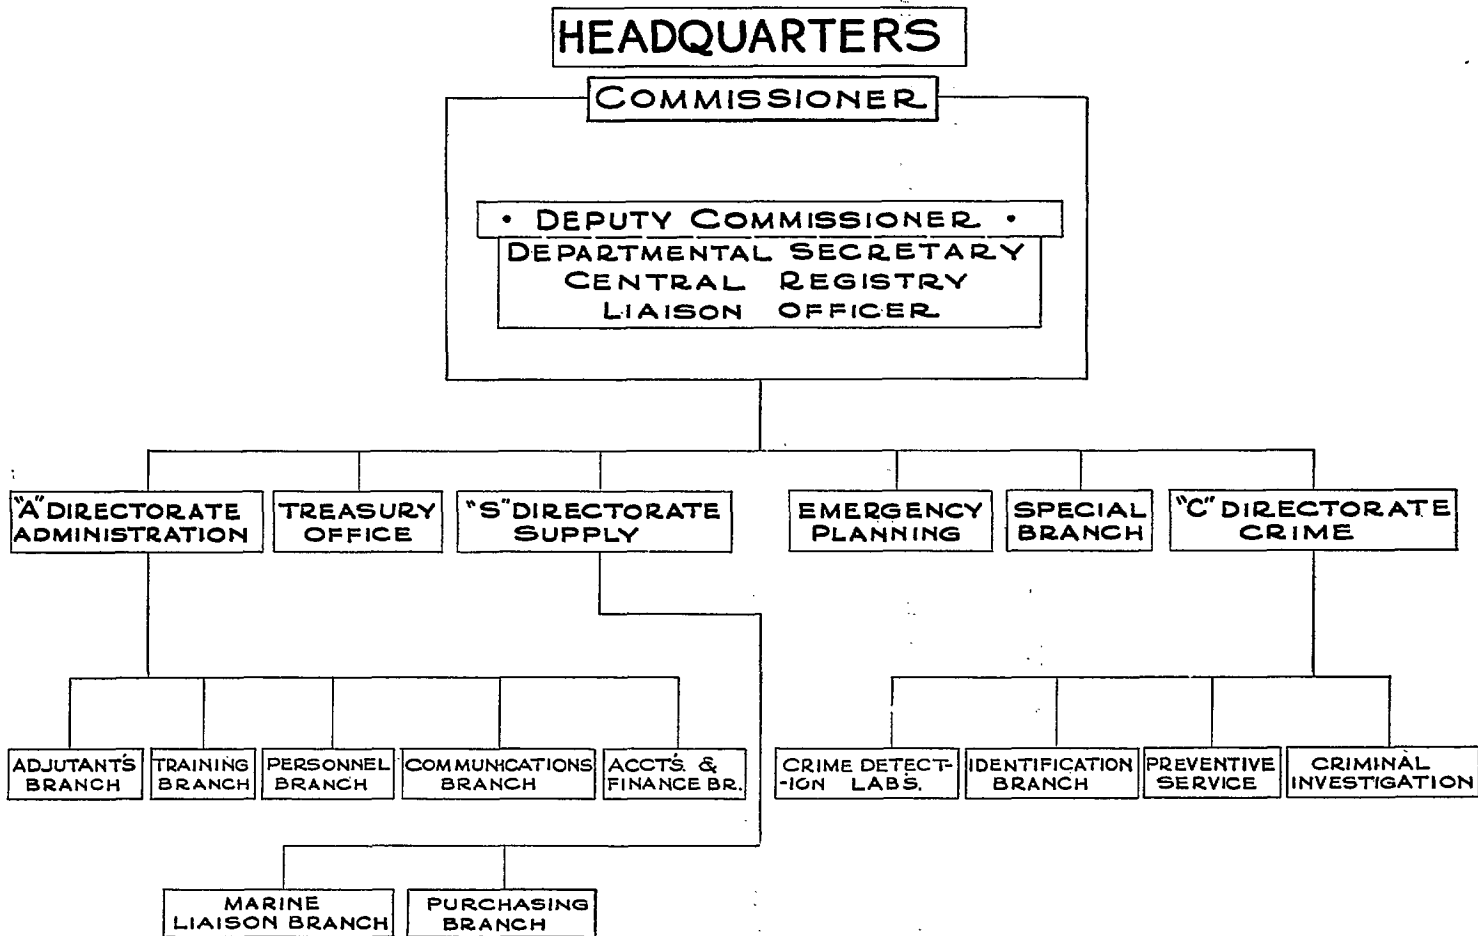 HEADQUARTERS
COMMISSIONER
• DEPUTY COMMISSIONER •
DEPARTMENTAL SECRETARY
CENTRAL REGISTRY
LIAISON OFFICER
"A" DIRECTORATE
ADMINISTRATION
TREASURY
OFFICE
"S" DIRECTORATE
SUPPLY
EMERGENCY
PLANNING
SPECIAL
BRANCH
"C" DIRECTORATE
CRIME
ADJUTANT'S
BRANCH
TRAINING
BRANCH
PERSONNEL
BRANCH
COMMUNICATIONS
BRANCH
ACCT'S. &
FINANCE BR.
CRIME DETECT-
-ION LABS.
IDENTIFICATION
BRANCH
PREVENTIVE
SERVICE
CRIMINAL
INVESTIGATION
MARINE
LIAISON BRANCH
PURCHASING
BRANCH